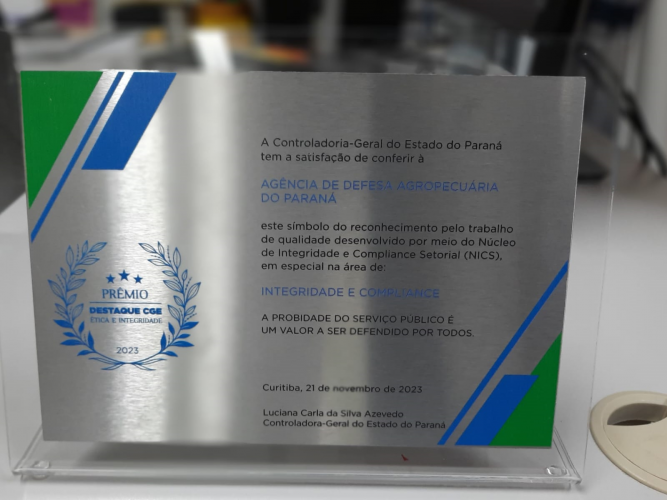 A Controladoria-Geral do Estado do Paraná
tem a satisfação de conferir à
AGÊNCIA DE DEFESA AGROPECUÁRIA
DO PARANÁ
este símbolo do reconhecimento pelo trabalho
de qualidade desenvolvido por meio do Núcleo
de Integridade e Compliance Setorial (NICS),
em especial na área de:
INTEGRIDADE E COMPLIANCE
A PROBIDADE DO SERVIÇO PÚBLICO É
UM VALOR A SER DEFENDIDO POR TODOS.
Curitiba, 21 de novembro de 2023
Luciana Carla da Silva Azevedo
Controladora-Geral do Estado do Paraná
PRÊMIO
DESTAQUE CGE
ÉTICA E INTEGRIDADE
2023